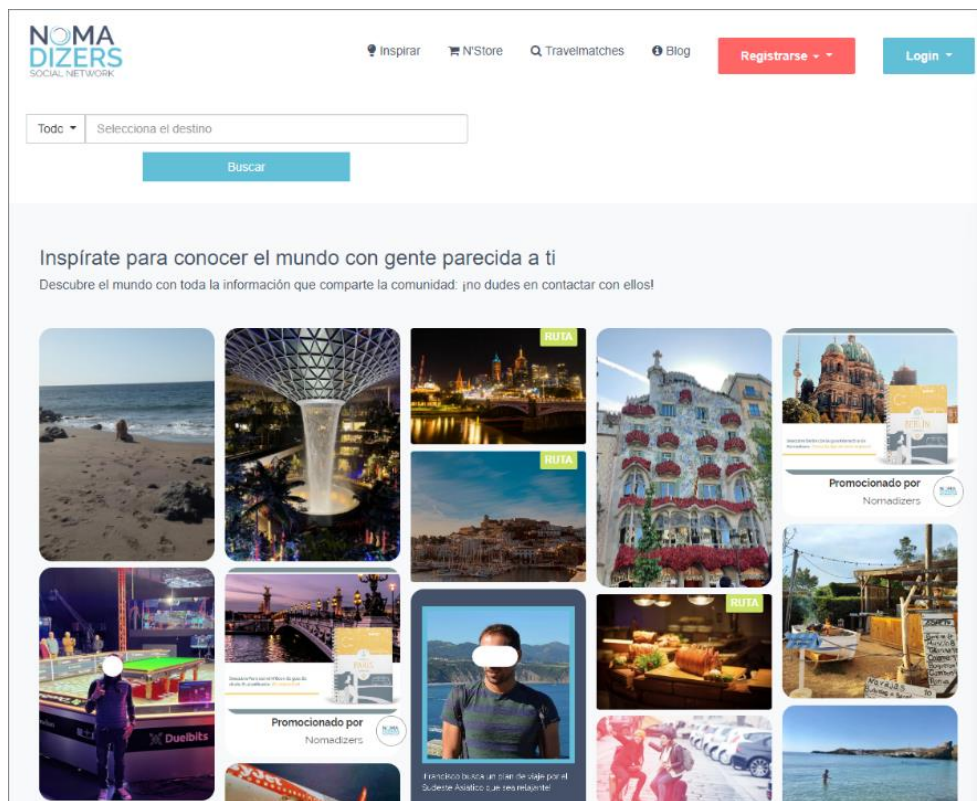 NOMA
DIZERS
SOCIAL NETWORK
Inspirar
N'Store
Travelmatches
Blog
Registrarse
Login
Todo
Selecciona el destino
Buscar
Inspírate para conocer el mundo con gente parecida a ti
Descubre el mundo con toda la información que comparte la comunidad: ¡no dudes en contactar con ellos!
RUTA
BERLIN
Promocionado por
Nomadizers
RUTA
RUTA
PARIS
Promocionado por
Nomadizers
Duelbits
Francisco busca un plan de viaje por el
Sudeste Asiático que sea relajante!
Navajas